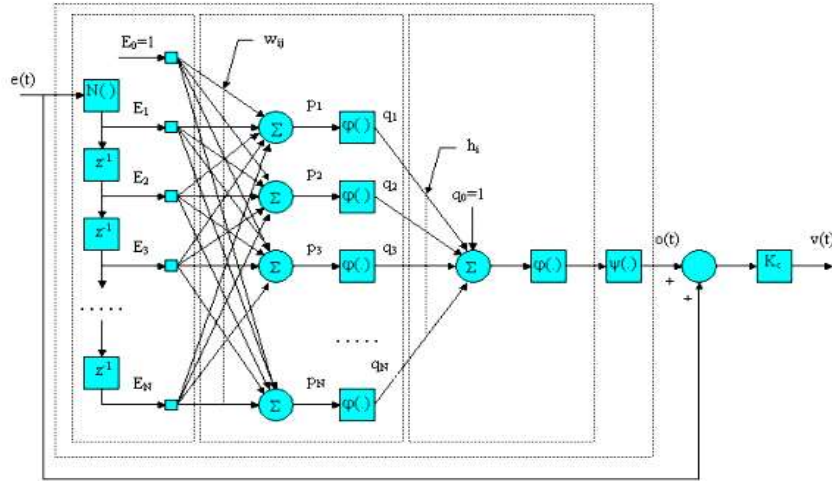 E₀=1
w_ij
e(t)
N( )
E₁
p₁
q₁
Σ
φ(.)
h_i
z⁻¹
E₂
p₂
q₂
q₀=1
Σ
φ(.)
z⁻¹
E₃
p₃
q₃
Σ
φ(.)
Σ
φ(.)
ψ(.)
o(t)
K_c
v(t)
+
+
.....
.....
z⁻¹
E_N
p_N
q_N
Σ
φ(.)